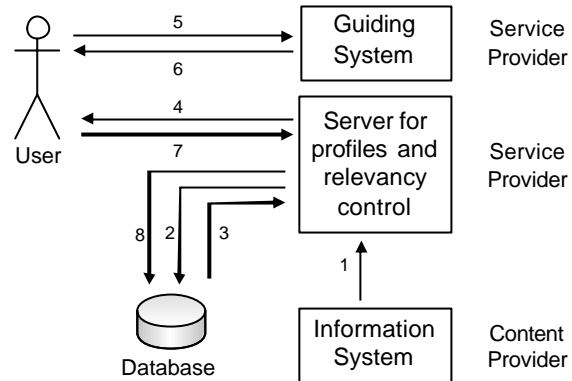 5
6
Guiding
System
Service
Provider
4
7
User
Server for
profiles and
relevancy
control
Service
Provider
8
2
3
1
Database
Information
System
Content
Provider